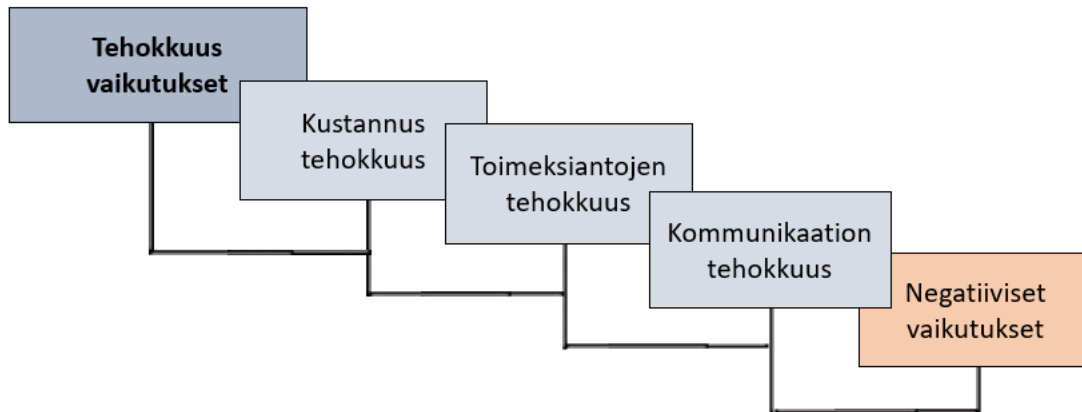 Tehokkuus
vaikutukset
Kustannus
tehokkuus
Toimeksiantojen
tehokkuus
Kommunikaation
tehokkuus
Negatiiviset
vaikutukset